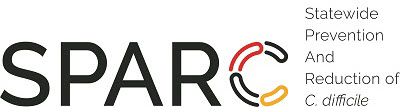 SPARC
Statewide
Prevention
And
Reduction of
C. difficile